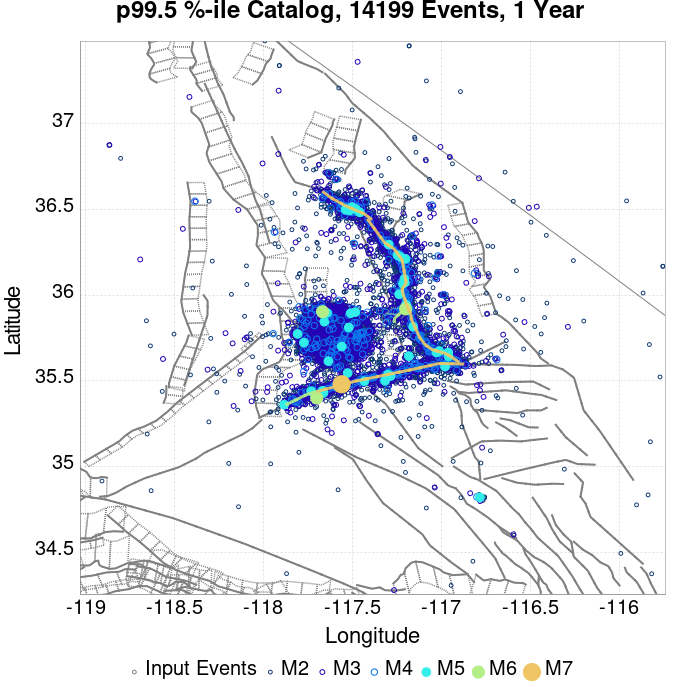 p99.5 %-ile Catalog, 14199 Events, 1 Year
37
36.5
36
35.5
35
34.5
Latitude
-119 -118.5 -118 -117.5 -117 -116.5 -116
Longitude
Input Events M2 M3 M4 M5 M6 M7